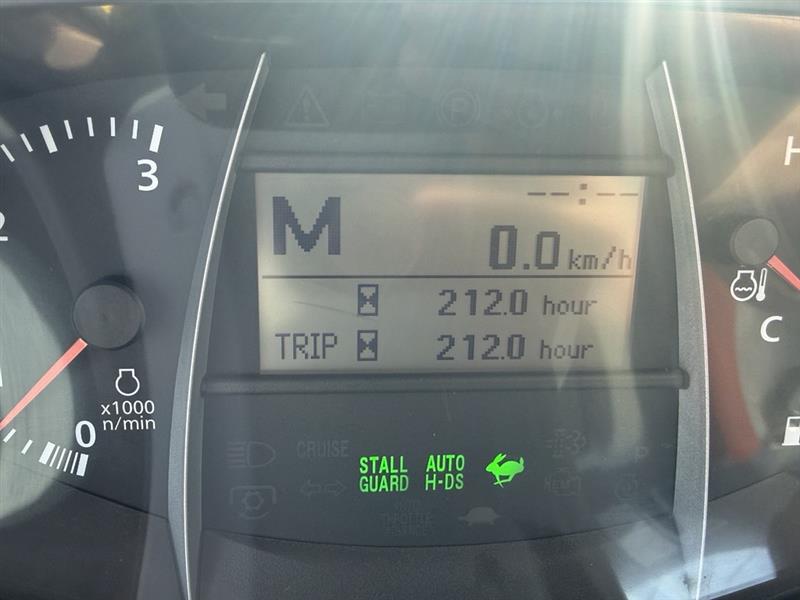 3
2
0
x1000
n/min
M
--:--
0.0 km/h
212.0 hour
TRIP 212.0 hour
H
C
CRUISE
STALL GUARD
AUTO H-DS
THROTTLE
P